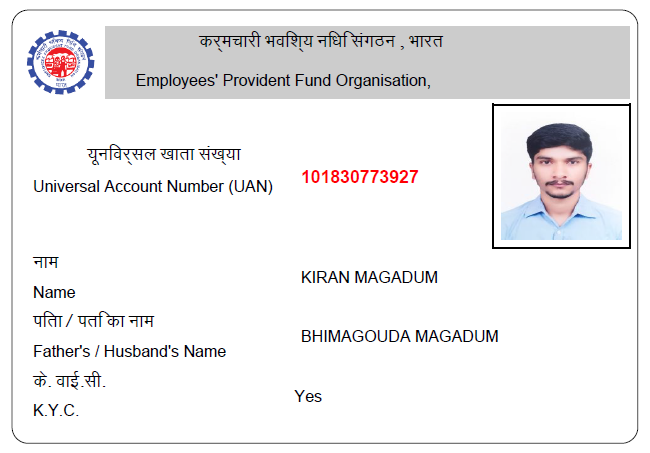 कर्मचारी भविष्य निधि संगठन , भारत
Employees' Provident Fund Organisation,
यूनिवर्सल खाता संख्या
Universal Account Number (UAN)
101830773927
नाम
Name
KIRAN MAGADUM
पिता / पति का नाम
Father's / Husband's Name
BHIMAGOUDA MAGADUM
के. वाई.सी.
K.Y.C.
Yes